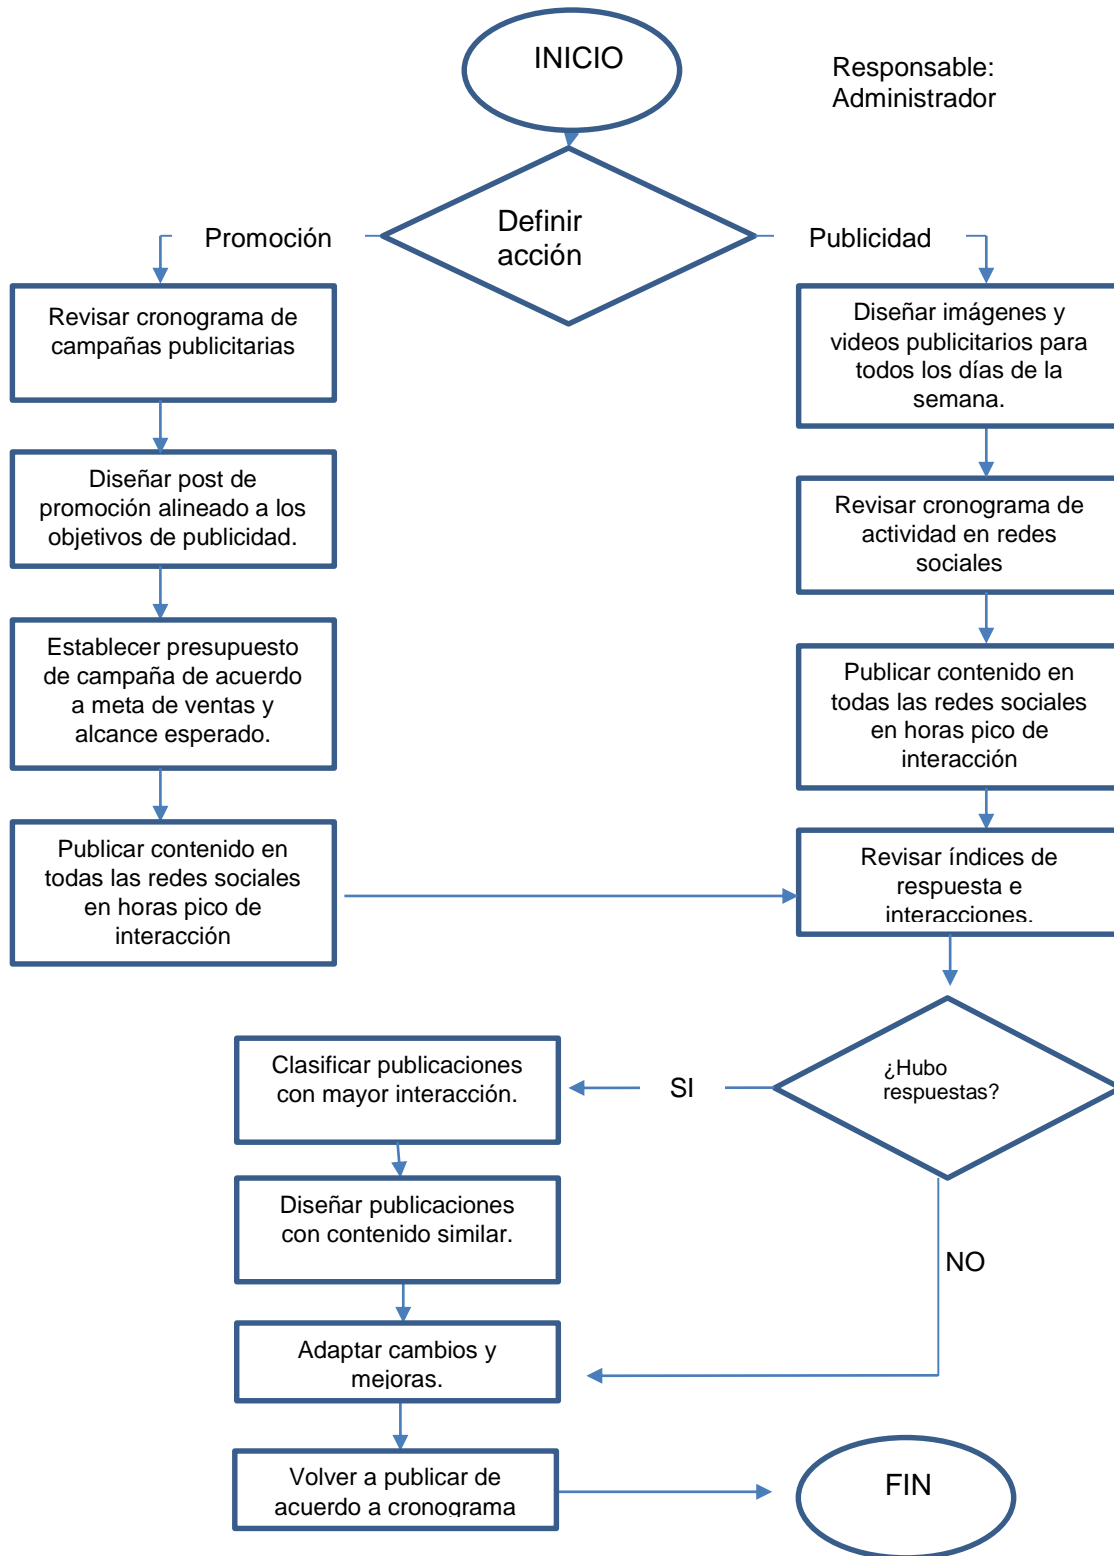 INICIO
Responsable:
Administrador
Definir
acción
Promoción
Publicidad
Revisar cronograma de
campañas publicitarias
Diseñar post de
promoción alineado a los
objetivos de publicidad.
Establecer presupuesto
de campaña de acuerdo
a meta de ventas y
alcance esperado.
Publicar contenido en
todas las redes sociales
en horas pico de
interacción
Diseñar imágenes y
videos publicitarios para
todos los días de la
semana.
Revisar cronograma de
actividad en redes
sociales
Publicar contenido en
todas las redes sociales
en horas pico de
interacción
Revisar índices de
respuesta e
interacciones.
¿Hubo
respuestas?
SI
Clasificar publicaciones
con mayor interacción.
Diseñar publicaciones
con contenido similar.
NO
Adaptar cambios y
mejoras.
Volver a publicar de
acuerdo a cronograma
FIN